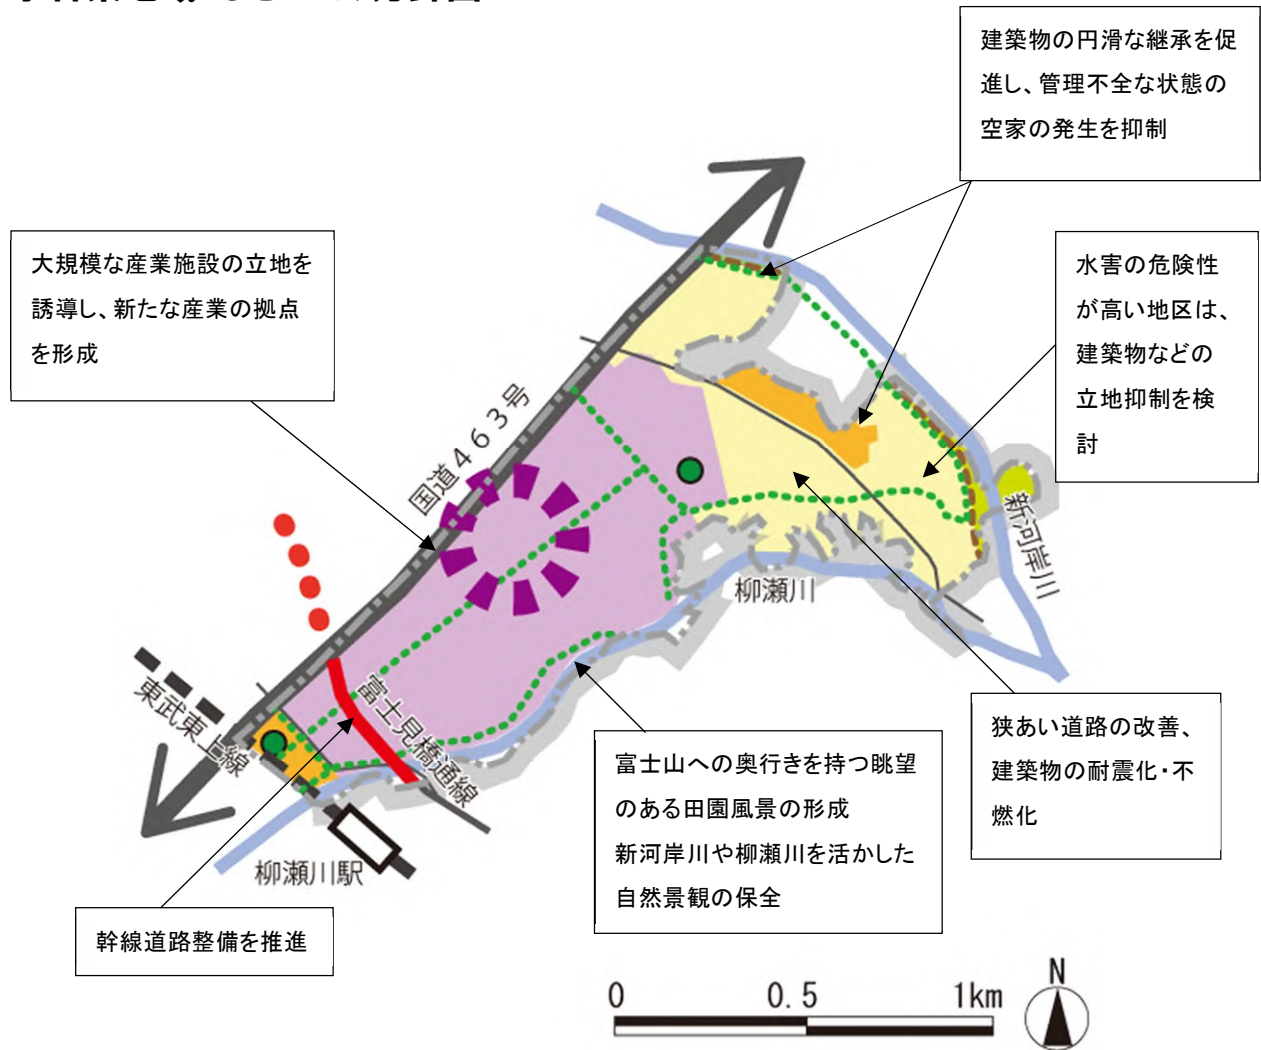 建築物の円滑な継承を促
進し、管理不全な状態の
空家の発生を抑制
大規模な産業施設の立地を
誘導し、新たな産業の拠点
を形成
水害の危険性
が高い地区は、
建築物などの
立地抑制を検
討
国道463号
新河岸川
柳瀬川
東武東上線
富士見橋通線
柳瀬川駅
狭あい道路の改善、
建築物の耐震化・不
燃化
富士山への奥行きを持つ眺望
のある田園風景の形成
新河岸川や柳瀬川を活かした
自然景観の保全
幹線道路整備を推進
0 0.5 1km
N